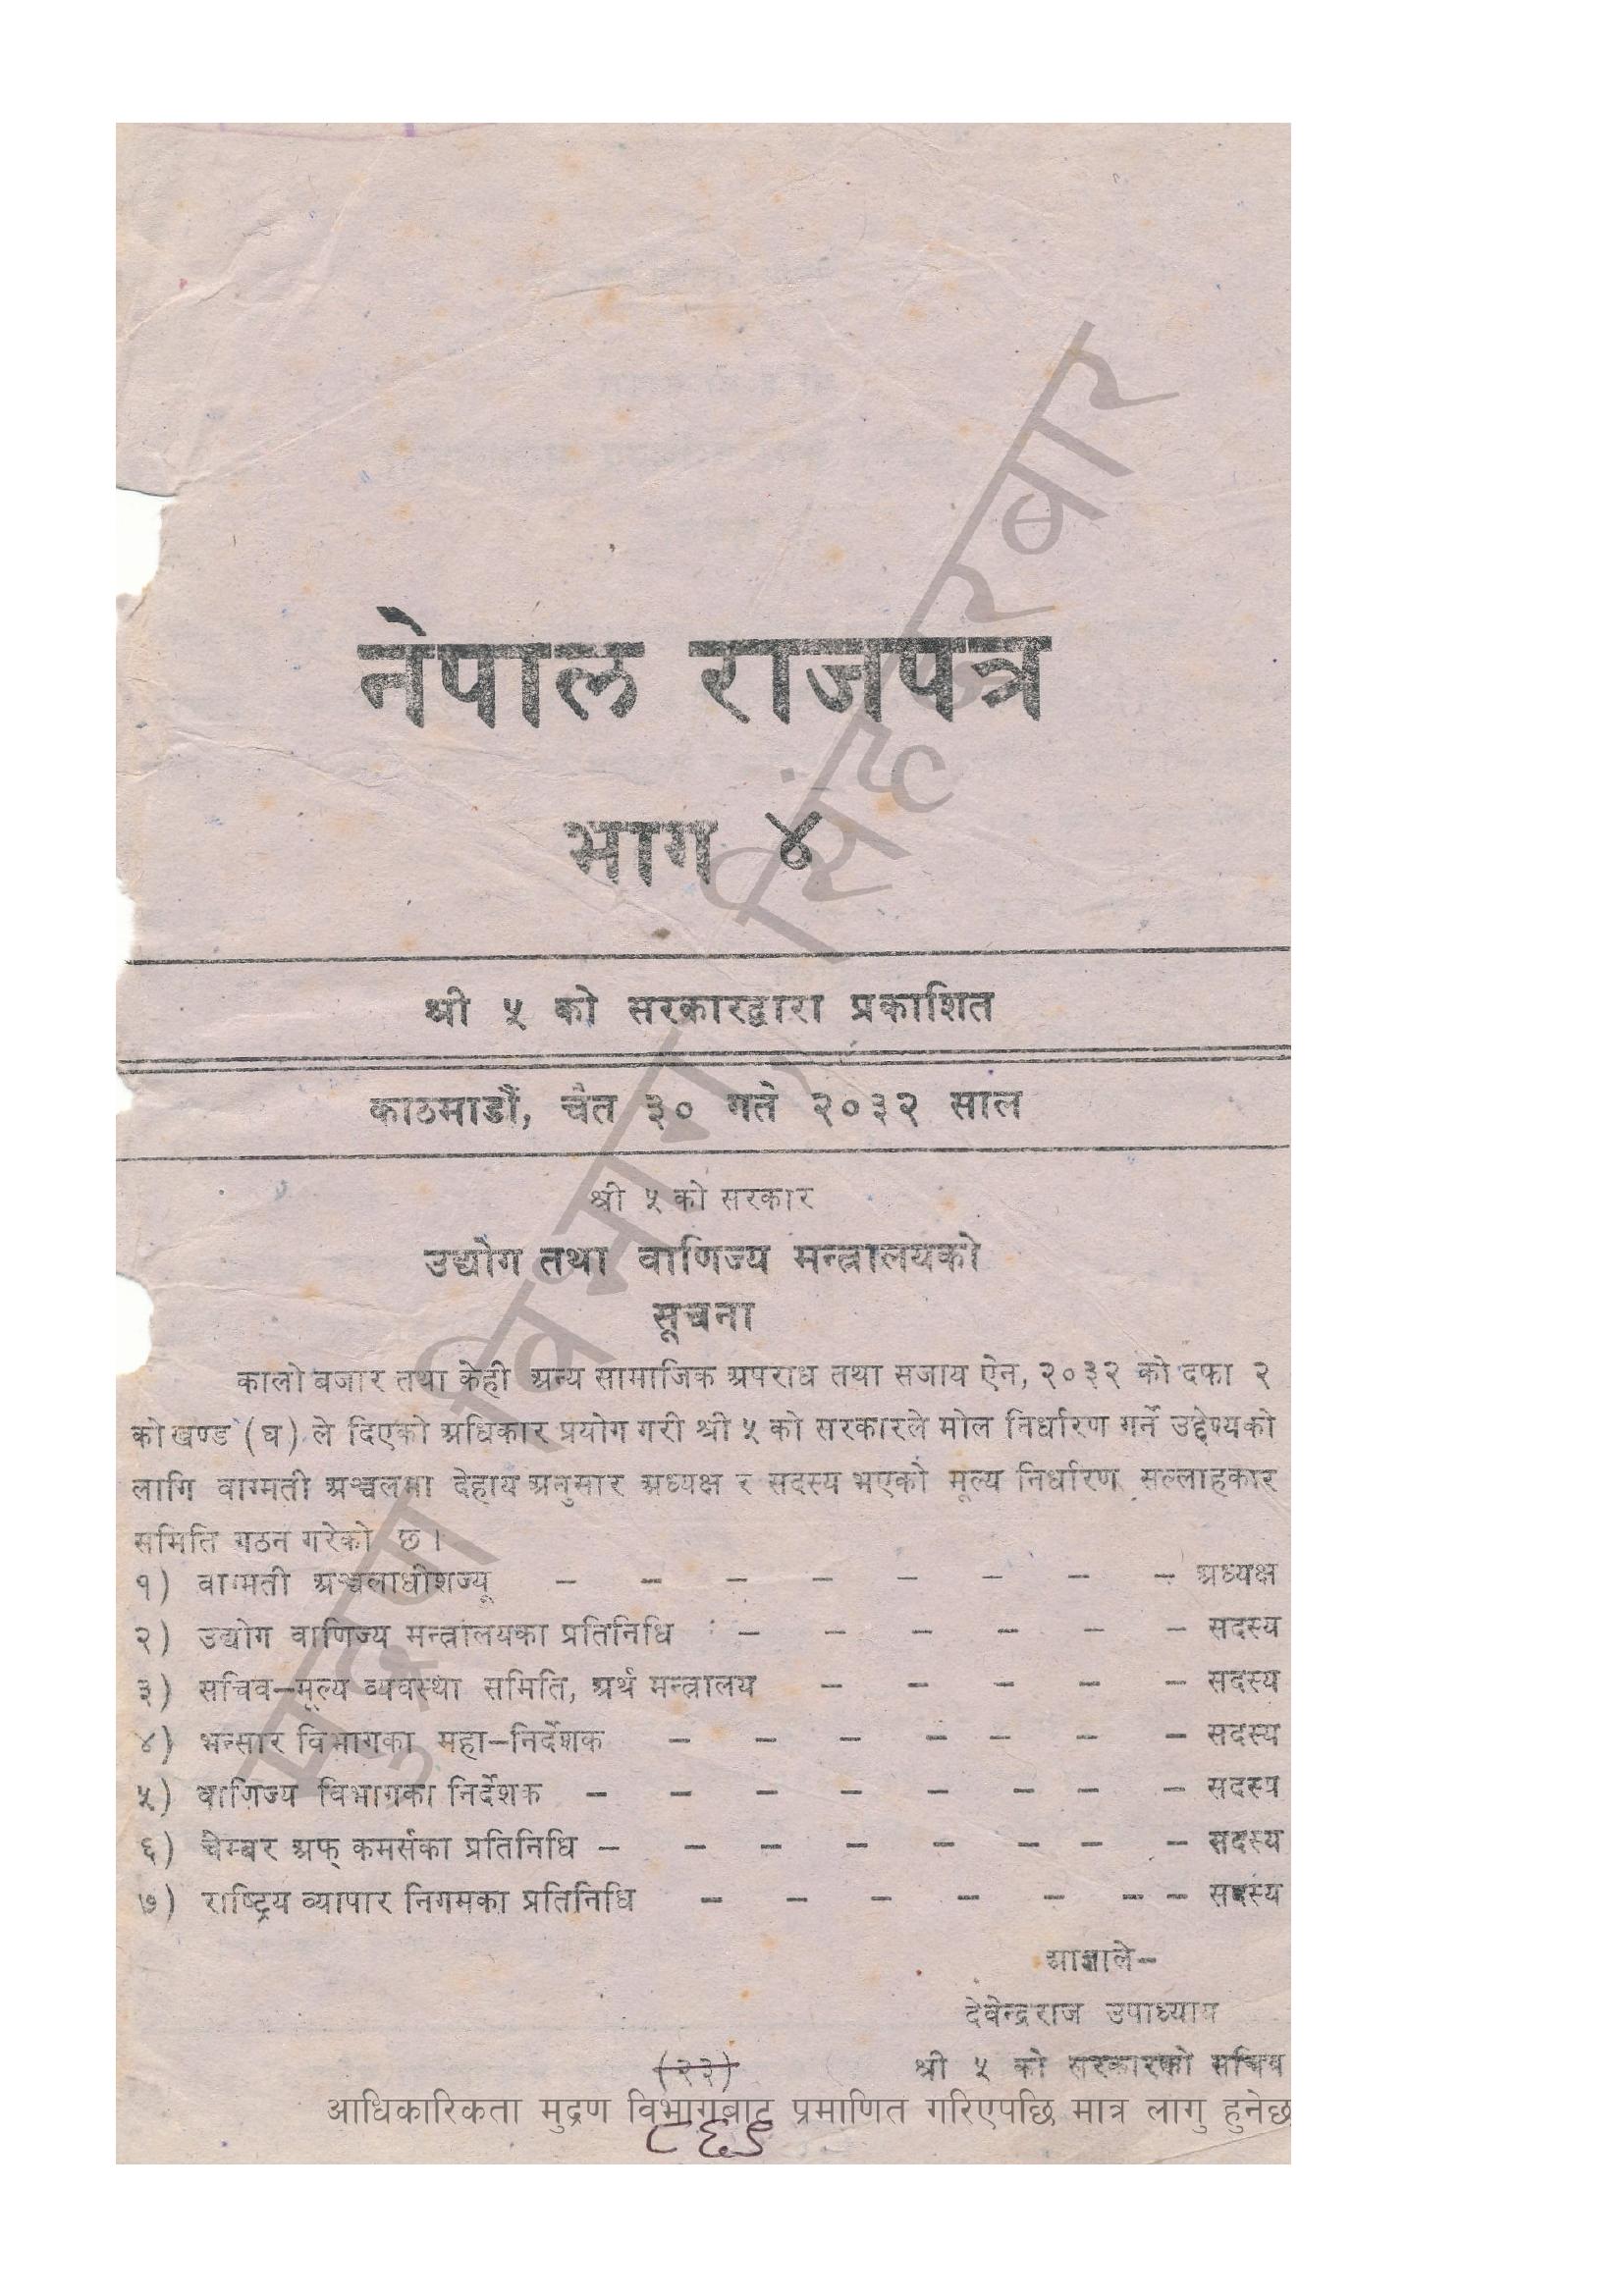 नेपाल राजपत्र
भाग ४
श्री ५ को सरकारद्वारा प्रकाशित
काठमाडौं, चैत ३० गते २०३२ साल
श्री ५ को सरकार
उद्योग तथा वाणिज्य मन्त्रालयको
सूचना
कालो बजार तथा केही अन्य सामाजिक अपराध तथा सजाय ऐन, २०३२ को दफा २
को खण्ड (घ) ले दिएको अधिकार प्रयोग गरी श्री ५ को सरकारले मोल निर्धारण गर्ने उद्देश्यको
लागि वाग्मती अञ्चलमा देहाय अनुसार अध्यक्ष र सदस्य भएको मूल्य निर्धारण सल्लाहकार
समिति गठन गरेको छ ।
१) वाग्मती अञ्चलाधीशज्यू – – – – – – – – अध्यक्ष
२) उद्योग वाणिज्य मन्त्रालयका प्रतिनिधि – – – – – – सदस्य
३) सचिव–मूल्य व्यवस्था समिति, अर्थ मन्त्रालय – – – – – सदस्य
४) भन्सार विभागका महा–निर्देशक – – – – – – – सदस्य
५) वाणिज्य विभागका निर्देशक – – – – – – – – सदस्य
६) चेम्बर अफ् कमर्सका प्रतिनिधि – – – – – – – – सदस्य
७) राष्ट्रिय व्यापार निगमका प्रतिनिधि – – – – – – – सदस्य
आज्ञाले–
देवेन्द्रराज उपाध्याय
श्री ५ को सरकारको सचिव
(२३)
आधिकारिकता मुद्रण विभागबाट प्रमाणित गरिएपछि मात्र लागु हुनेछ
८६९
मुद्रण विभाग, सिंहदरबार